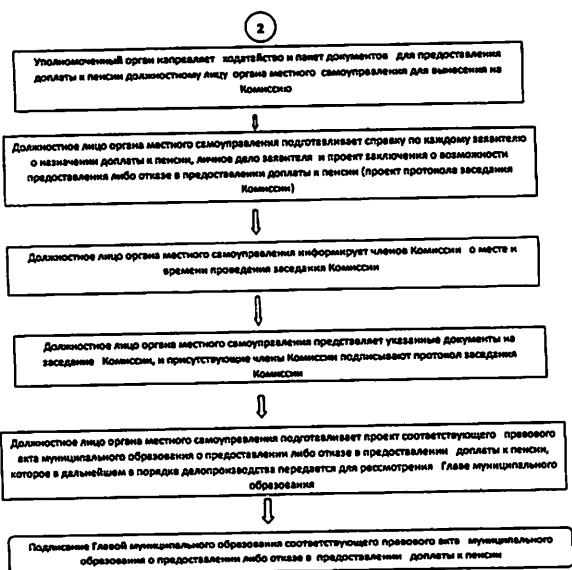 2
Уполномоченный орган направляет ходатайство и пакет документов для предоставления
доплаты к пенсии должностному лицу органа местного самоуправления для вынесения на
Комиссию
Должностное лицо органа местного самоуправления подготавливает справку по каждому заявителю
о назначении доплаты к пенсии, личное дело заявителя и проект заключения о возможности
предоставления либо отказе в предоставлении доплаты к пенсии (проект протокола заседания
Комиссии)
Должностное лицо органа местного самоуправления информирует членов Комиссии о месте и
времени проведения заседания Комиссии
Должностное лицо органа местного самоуправления представляет указанные документы на
заседание Комиссии, и присутствующие члены Комиссии подписывают протокол заседания
Комиссии
Должностное лицо органа местного самоуправления подготавливает проект соответствующего правового
акта муниципального образования о предоставлении либо отказе в предоставлении доплаты к пенсии,
которое в дальнейшем в порядке делопроизводства передается для рассмотрения Главе муниципального
образования
Подписание Главой муниципального образования соответствующего правового акта муниципального
образования о предоставлении либо отказе в предоставлении доплаты к пенсии